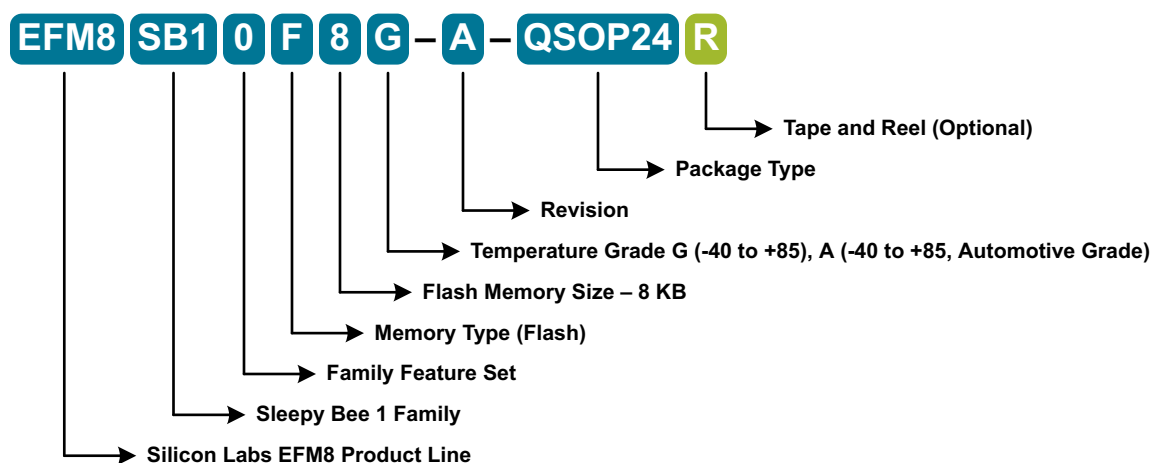 EFM8 SB1 0 F 8 G – A – QSOP24 R
Tape and Reel (Optional)
Package Type
Revision
Temperature Grade G (-40 to +85), A (-40 to +85, Automotive Grade)
Flash Memory Size – 8 KB
Memory Type (Flash)
Family Feature Set
Sleepy Bee 1 Family
Silicon Labs EFM8 Product Line